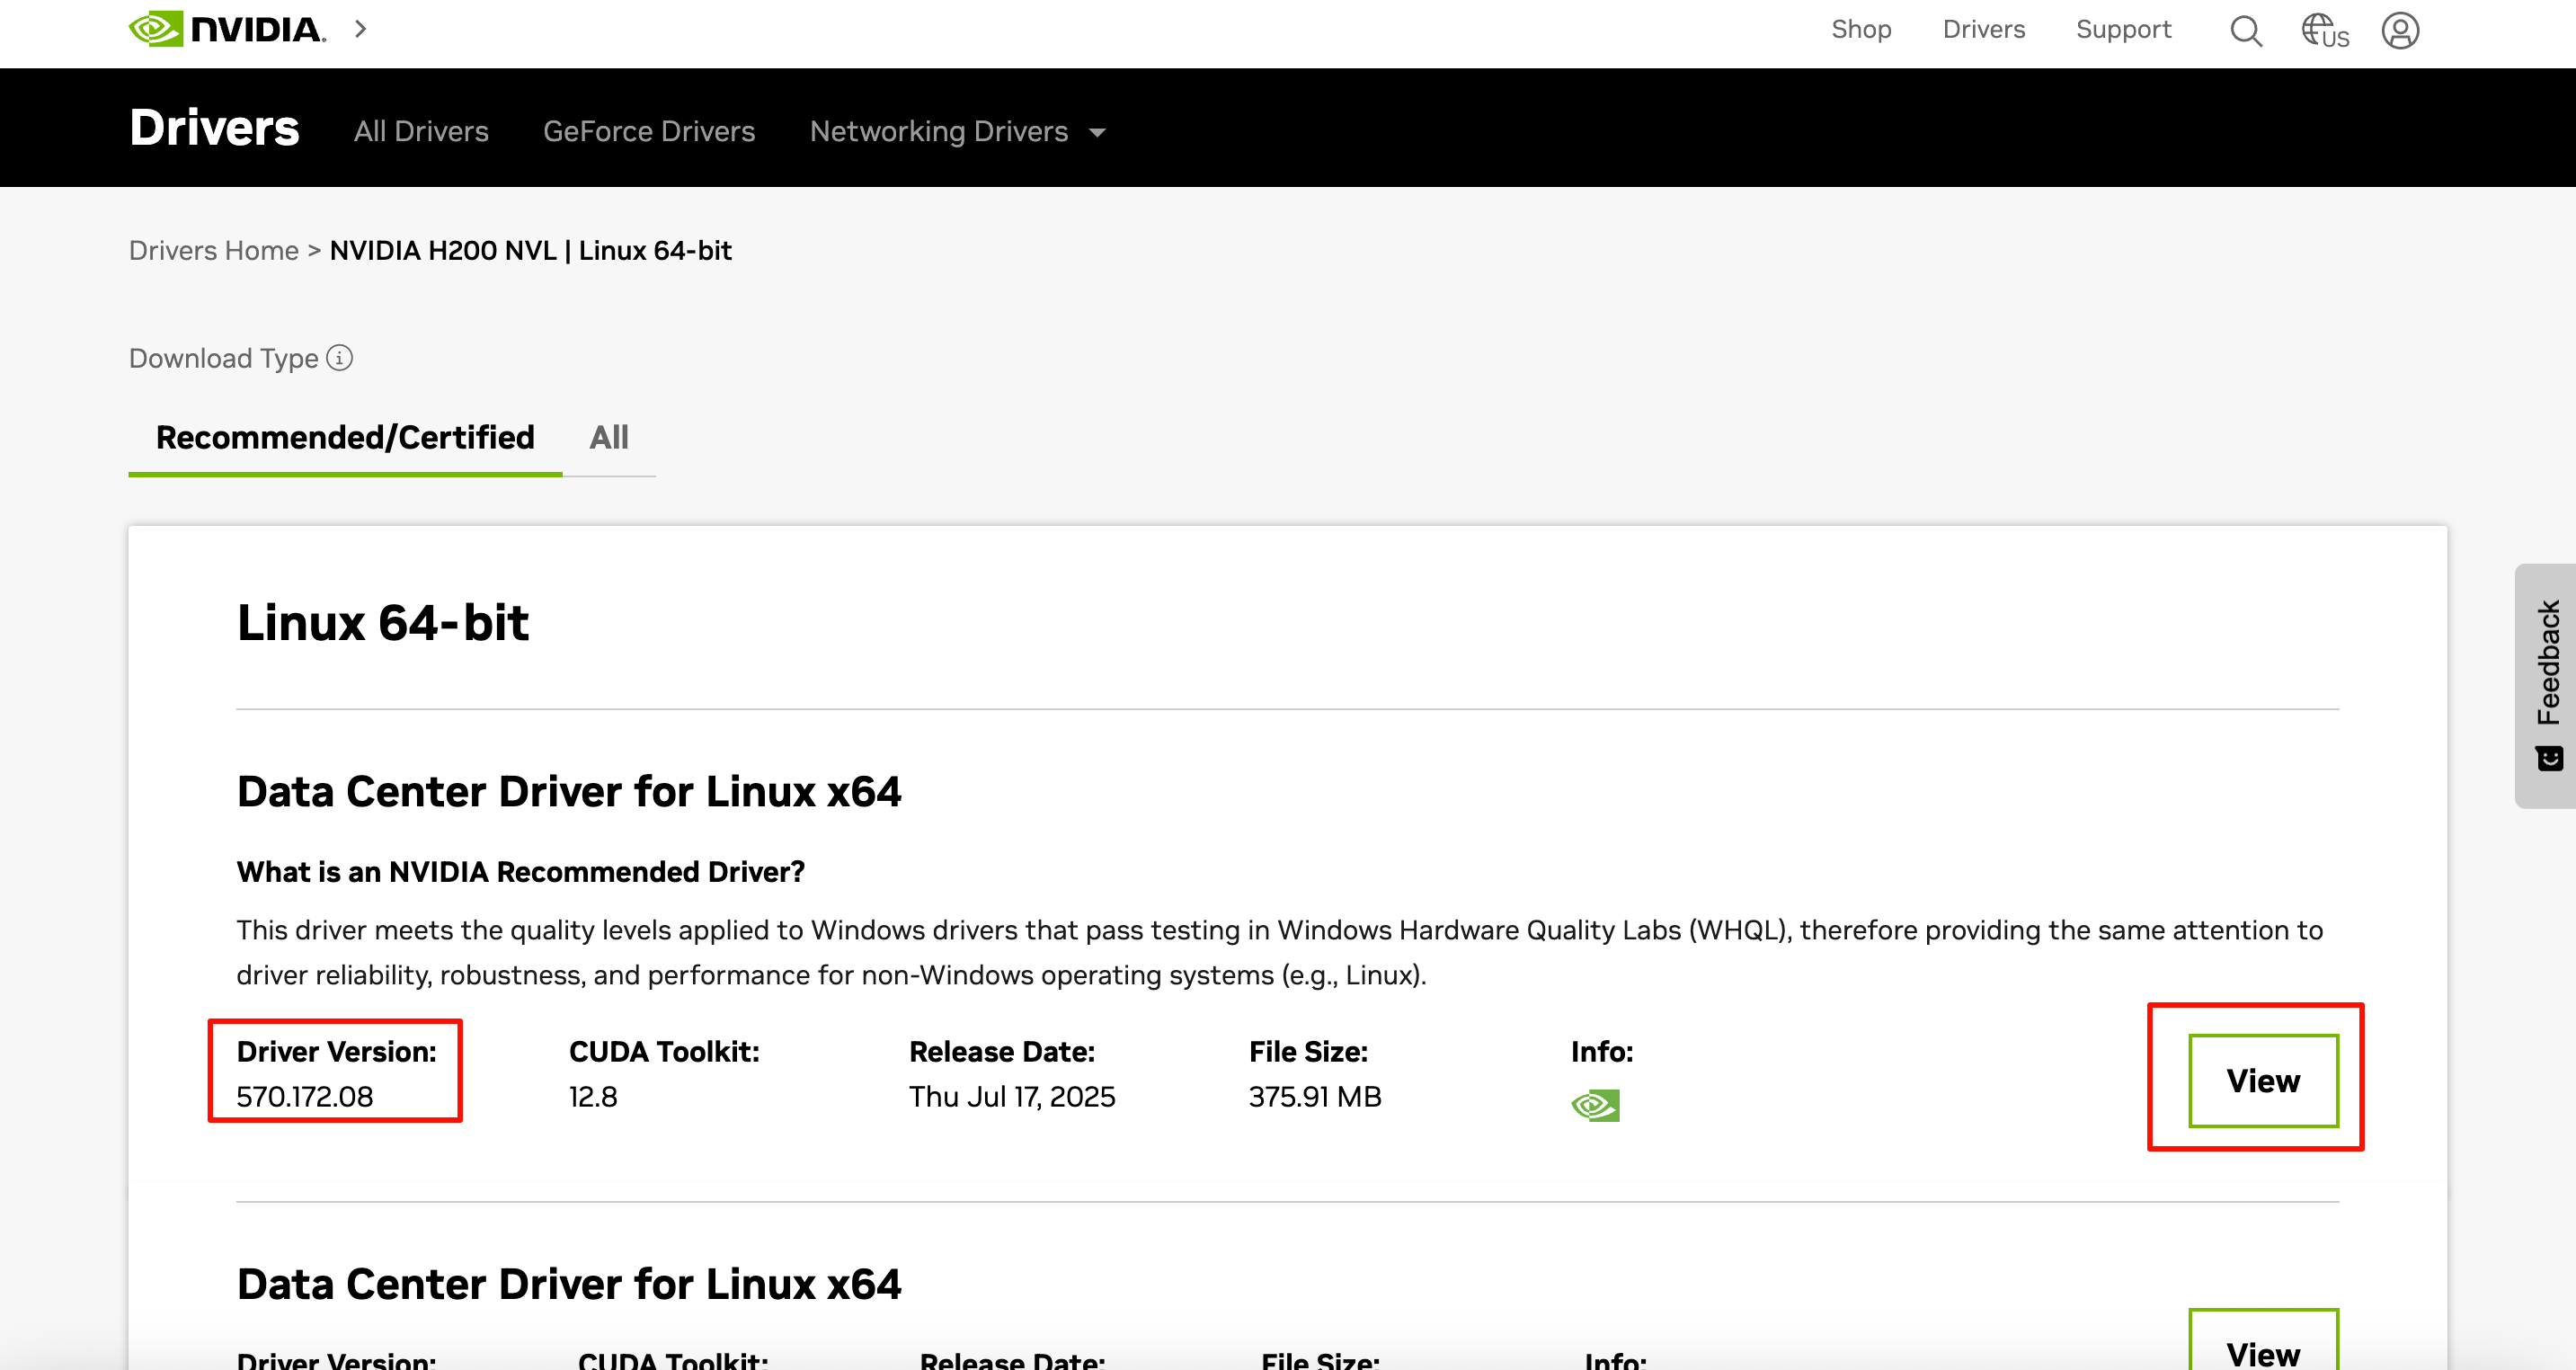 NVIDIA.
Shop Drivers Support US
Drivers All Drivers GeForce Drivers Networking Drivers
Drivers Home > NVIDIA H200 NVL | Linux 64-bit
Download Type
Recommended/Certified All
Linux 64-bit
Data Center Driver for Linux x64
What is an NVIDIA Recommended Driver?
This driver meets the quality levels applied to Windows drivers that pass testing in Windows Hardware Quality Labs (WHQL), therefore providing the same attention to
driver reliability, robustness, and performance for non-Windows operating systems (e.g., Linux).
Driver Version: CUDA Toolkit: Release Date: File Size: Info:
570.172.08 12.8 Thu Jul 17, 2025 375.91 MB
View
Data Center Driver for Linux x64
Driver Version: CUDA Toolkit: Release Date: File Size: Info:
View
Feedback